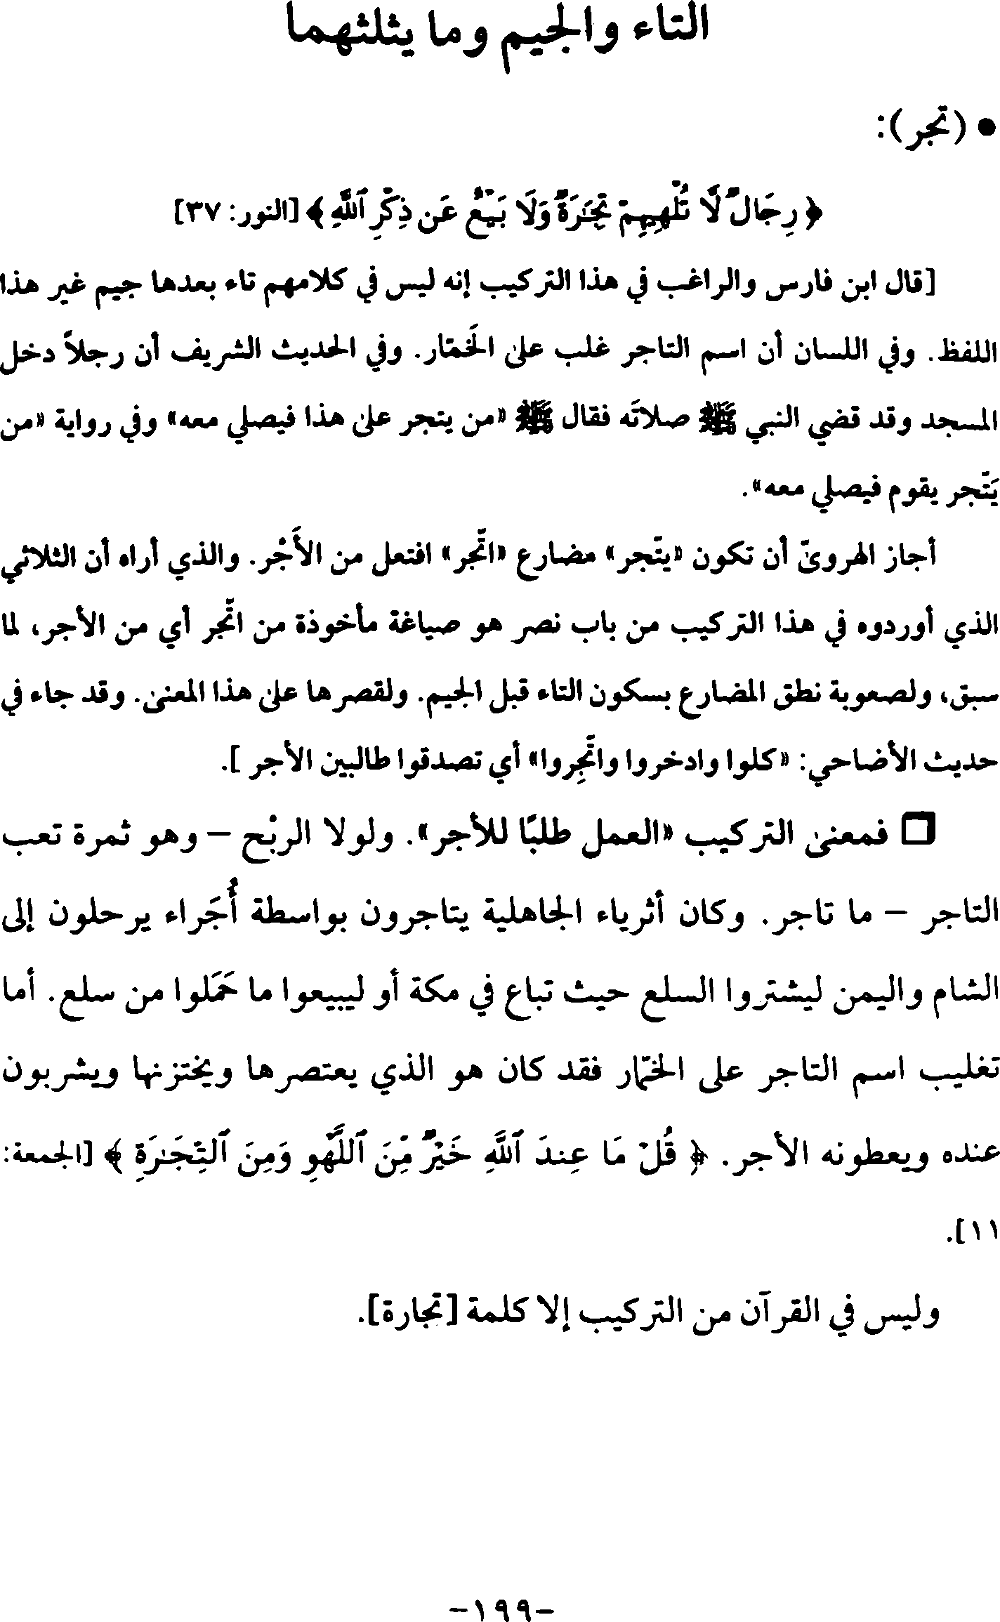 التاء والجيم وما يثلثهما
• (تجر):
﴿ رِجَالٌ لَّا تُلْهِيهِمْ تِجَٰرَةٌ وَلَا بَيْعٌ عَن ذِكْرِ ٱللَّهِ ﴾ [النور: ٣٧]
[قال ابن فارس والراغب في هذا التركيب إنه ليس في كلامهم تاء بعدها جيم غير هذا
اللفظ. وفي اللسان أن اسم التاجر غلب على الخَمّار. وفي الحديث الشريف أن رجلاً دخل
المسجد وقد قضي النبي ﷺ صلاتَه فقال ﷺ «من يتجر على هذا فيصلي معه» وفي رواية «من
يَتّجر يقوم فيصلي معه».
أجاز الهرويّ أن تكون «يتّجر» مضارع «اتّجر» افتعل من الأَجْر. والذي أراه أن الثلاثي
الذي أوردوه في هذا التركيب من باب نصر هو صياغة مأخوذة من اتّجر أي من الأجر، لما
سبق، ولصعوبة نطق المضارع بسكون التاء قبل الجيم. ولقصرها على هذا المعنى. وقد جاء في
حديث الأضاحي: «كلوا وادخروا واتّجِروا» أي تصدقوا طالبين الأجر ].
❒ فمعنى التركيب «العمل طلبًا للأجر». ولولا الربْح – وهو ثمرة تعب
التاجر – ما تاجر. وكان أثرياء الجاهلية يتاجرون بواسطة أُجَراء يرحلون إلى
الشام واليمن ليشتروا السلع حيث تباع في مكة أو ليبيعوا ما حَمَلوا من سلع. أما
تغليب اسم التاجر على الخمّار فقد كان هو الذي يعتصرها ويختزنها ويشربون
عنده ويعطونه الأجر. ﴿ قُلْ مَا عِندَ ٱللَّهِ خَيْرٌ مِّنَ ٱللَّهْوِ وَمِنَ ٱلتِّجَٰرَةِ ﴾ [الجمعة:
١١].
وليس في القرآن من التركيب إلا كلمة [تجارة].
-١٩٩-